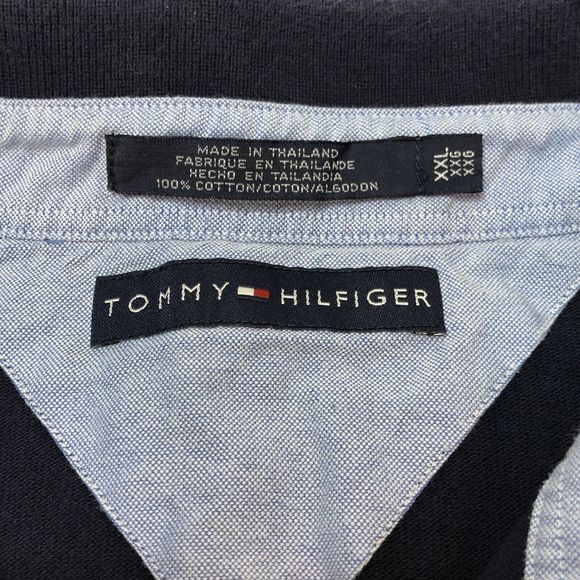 MADE IN THAILAND
FABRIQUE EN THAILANDE
HECHO EN TAILANDIA
100% COTTON/COTON/ALGODON
XXL
XXG
XXG
TOMMY HILFIGER